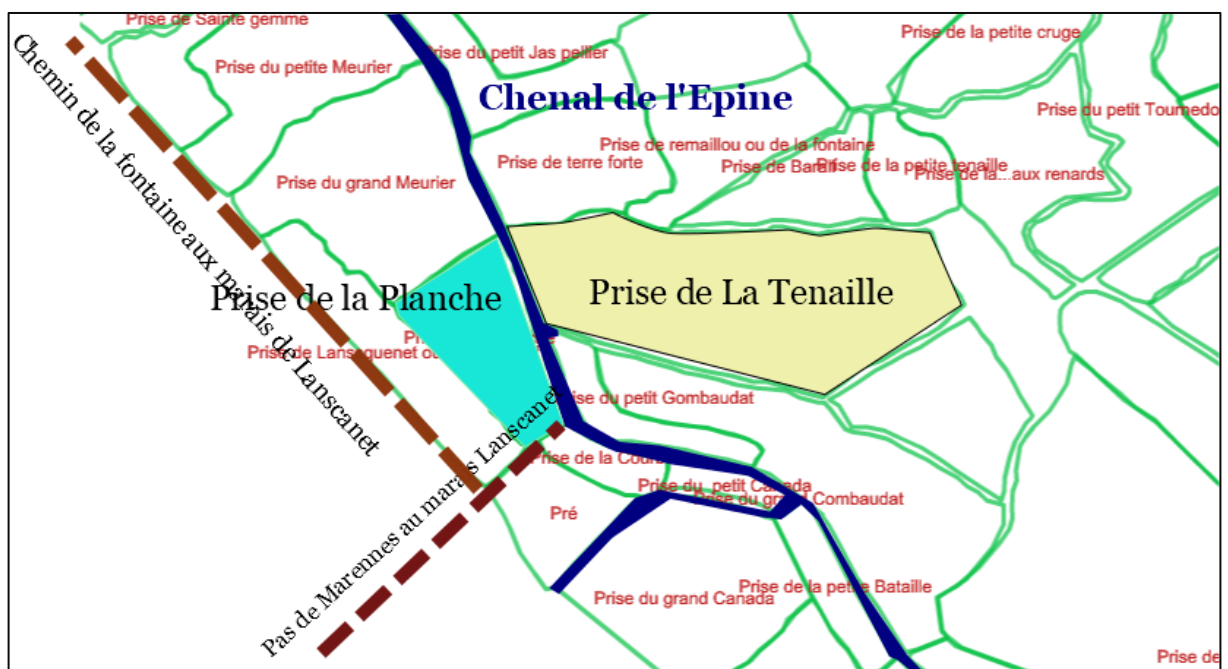 Prise de Sainte gemme
Prise de la petite cruge
Prise du petit Jas peiller
Prise du petite Meurier
Chenal de l'Epine
Prise du petit Tournedo
Chemin de la fontaine aux marais de Lanscanet
Prise de remaillou ou de la fontaine
Prise de terre forte
Prise de Barail
Prise de la petite tenaille
Prise de la...aux renards
Prise du grand Meurier
Prise de la Planche
Prise de La Tenaille
Prise de Lanseguenet ou
ise du petit Gombaudat
Pas de Marennes au marais Lanscanet
Prise de la Cour
Prise du petit Canada
Prise du grand Combaudat
Pré
Prise de la petite Bataille
Prise du grand Canada
Prise de